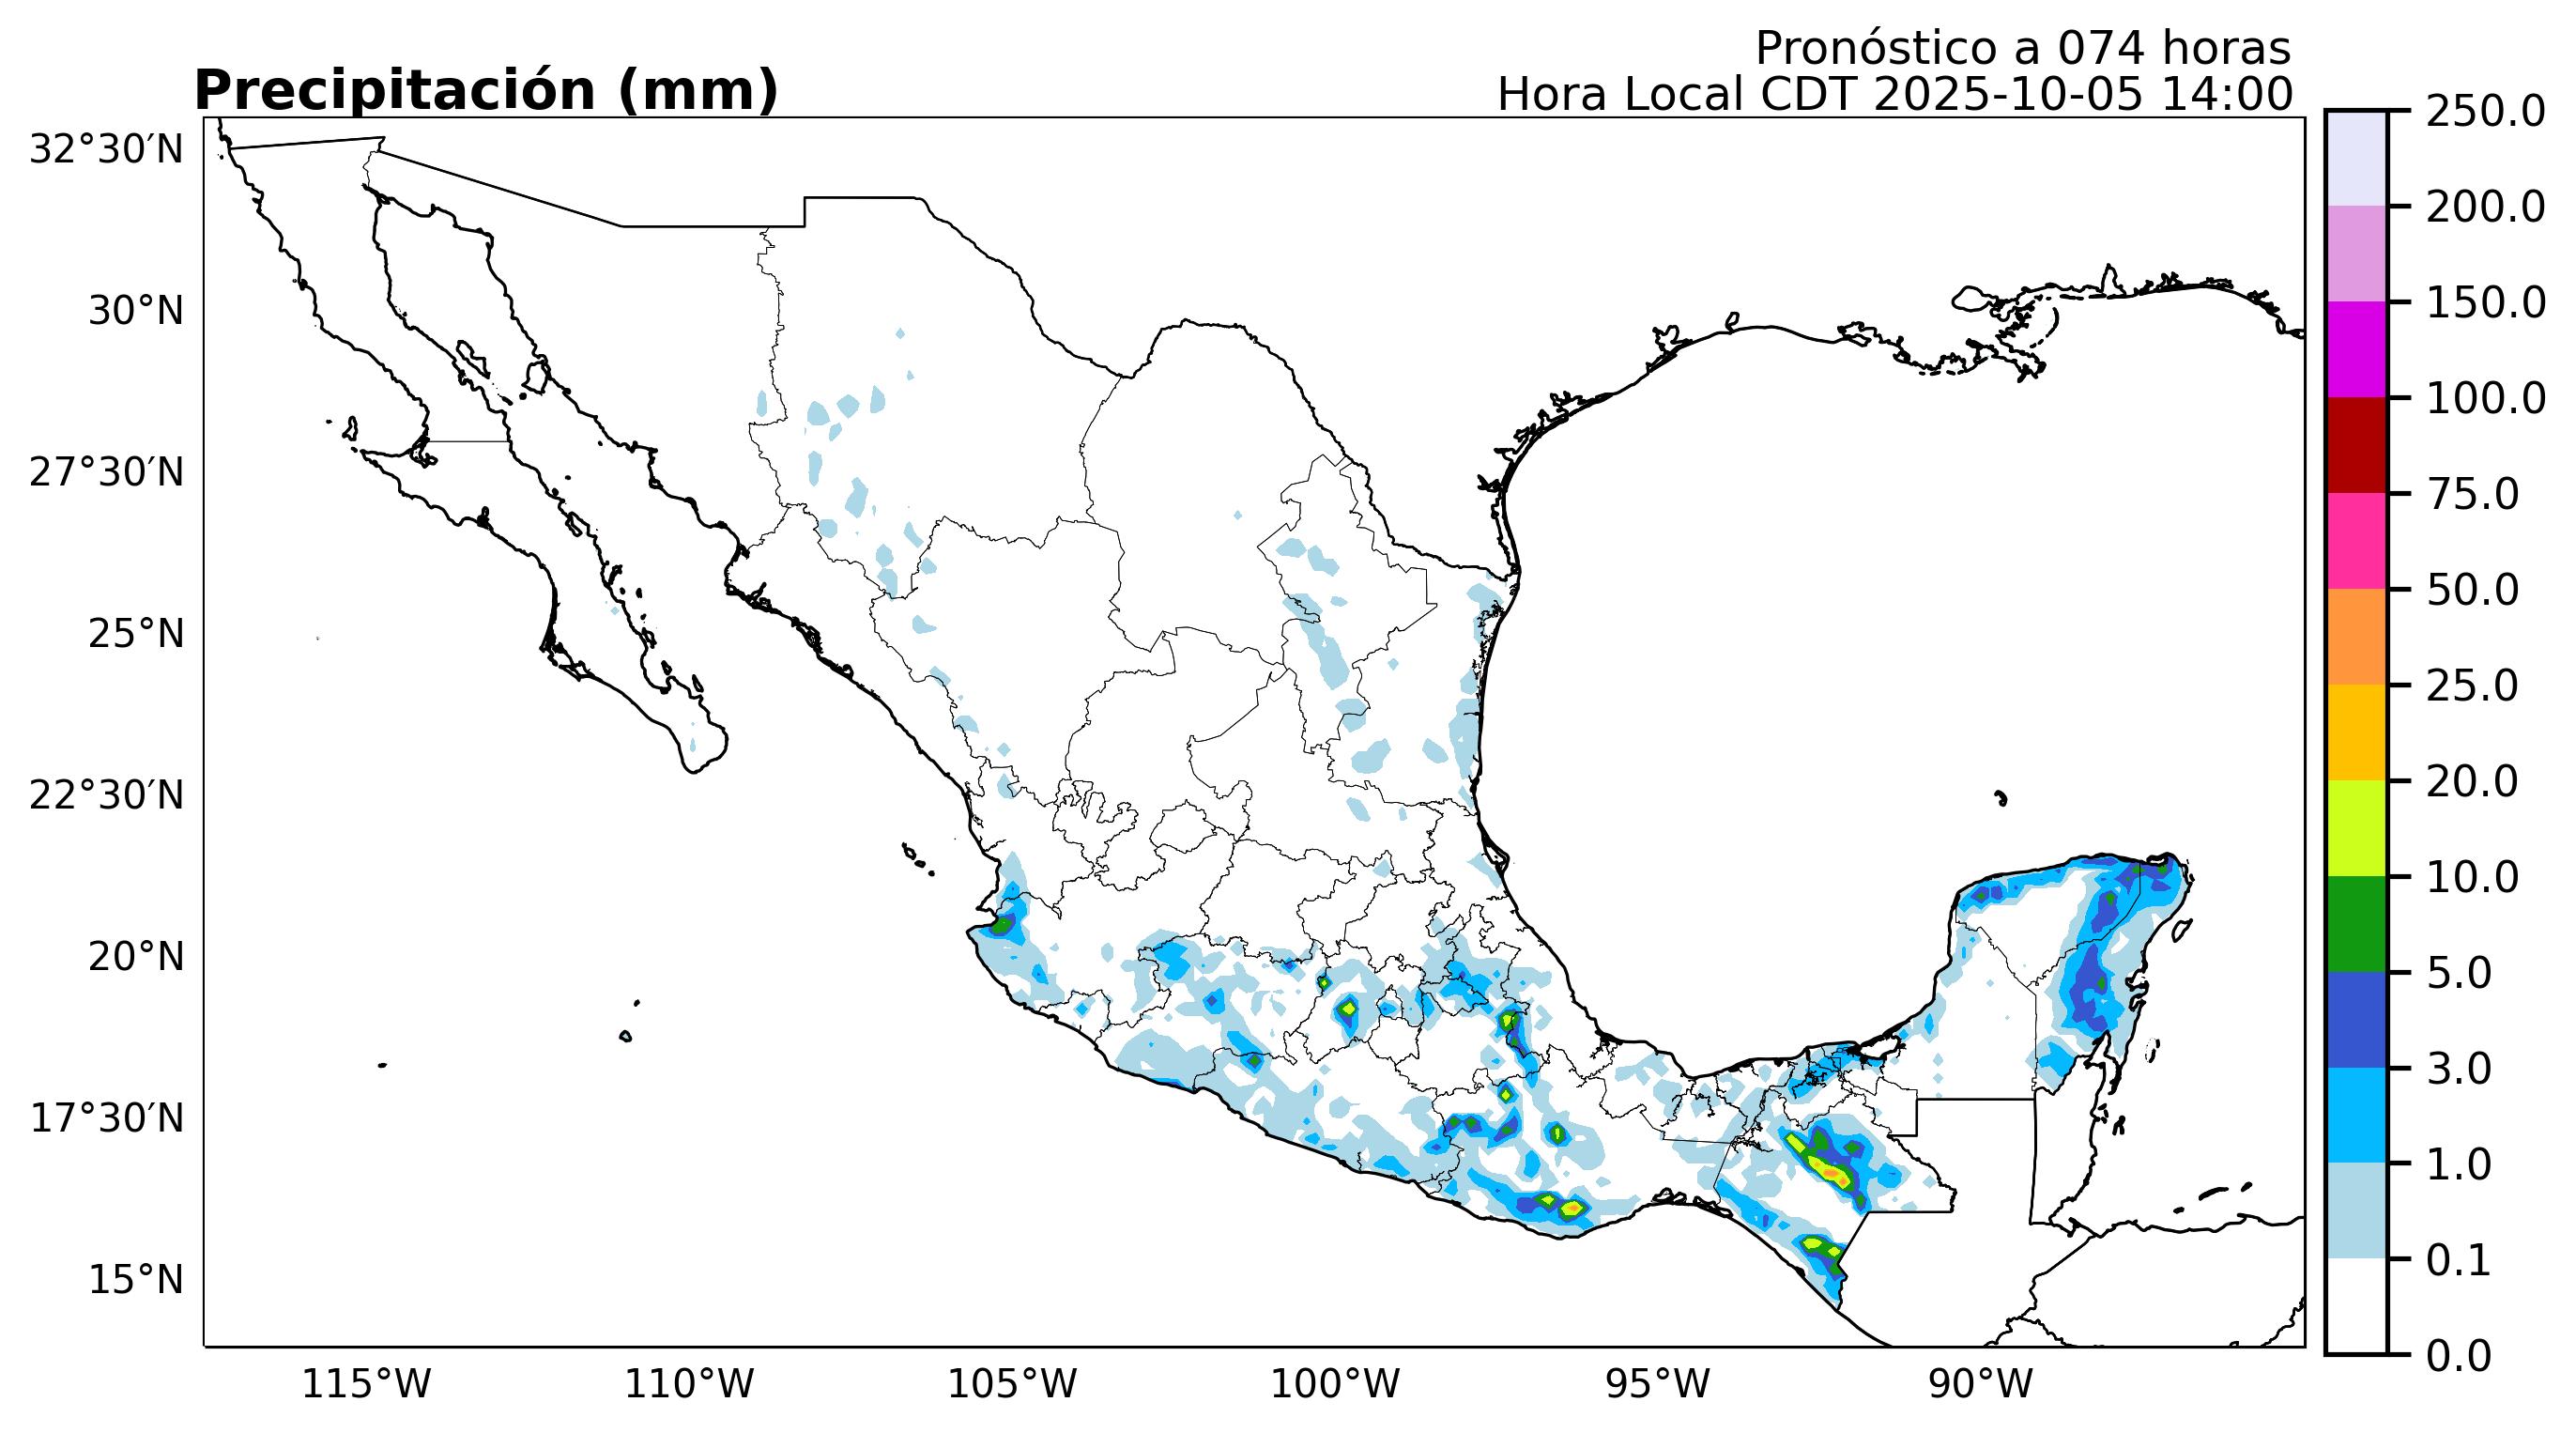 Pronóstico a 074 horas
Precipitación (mm)
Hora Local CDT 2025-10-05 14:00
32°30′N
30°N
27°30′N
25°N
22°30′N
20°N
17°30′N
15°N
115°W
110°W
105°W
100°W
95°W
90°W
250.0
200.0
150.0
100.0
75.0
50.0
25.0
20.0
10.0
5.0
3.0
1.0
0.1
0.0